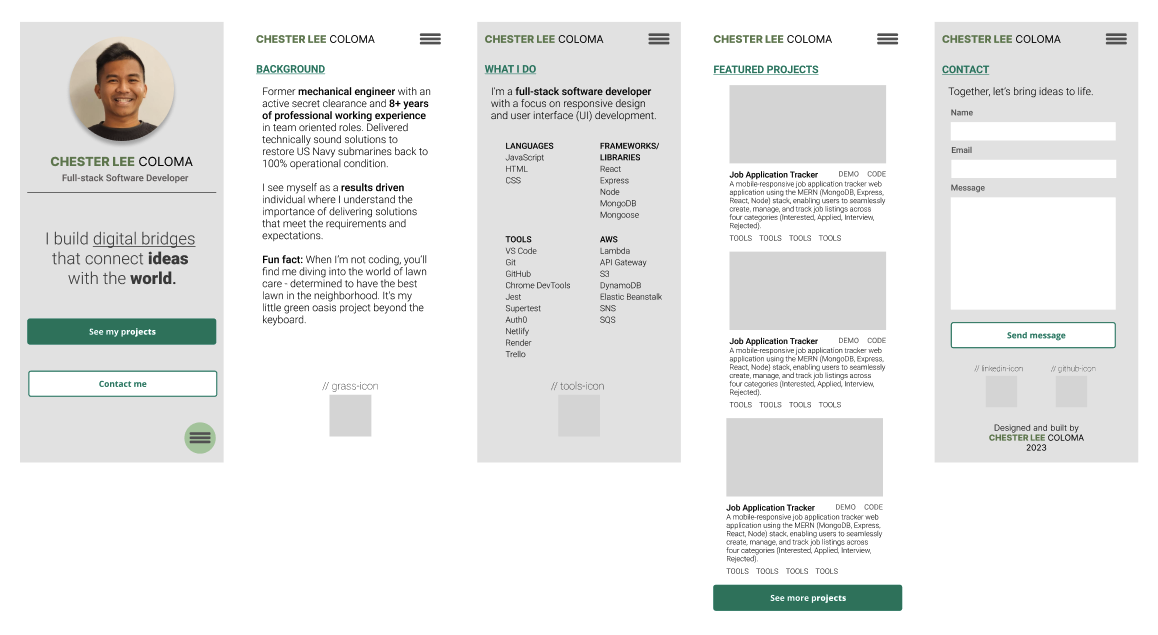 CHESTER LEE COLOMA
Full-stack Software Developer
I build digital bridges
that connect ideas
with the world.
See my projects
Contact me
CHESTER LEE COLOMA
BACKGROUND
Former mechanical engineer with an
active secret clearance and 8+ years
of professional working experience
in team oriented roles. Delivered
technically sound solutions to
restore US Navy submarines back to
100% operational condition.
I see myself as a results driven
individual where I understand the
importance of delivering solutions
that meet the requirements and
expectations.
Fun fact: When I'm not coding, you'll
find me diving into the world of lawn
care - determined to have the best
lawn in the neighborhood. It's my
little green oasis project beyond the
keyboard.
// grass-icon
CHESTER LEE COLOMA
WHAT I DO
I'm a full-stack software developer
with a focus on responsive design
and user interface (UI) development.
LANGUAGES
JavaScript
HTML
CSS
FRAMEWORKS/
LIBRARIES
React
Express
Node
MongoDB
Mongoose
TOOLS
VS Code
Git
GitHub
Chrome DevTools
Jest
Supertest
Auth0
Netlify
Render
Trello
AWS
Lambda
API Gateway
S3
DynamoDB
Elastic Beanstalk
SNS
SQS
// tools-icon
CHESTER LEE COLOMA
FEATURED PROJECTS
Job Application Tracker DEMO CODE
A mobile-responsive job application tracker web
application using the MERN (MongoDB, Express,
React, Node) stack, enabling users to seamlessly
create, manage, and track job listings across
four categories (Interested, Applied, Interview,
Rejected).
TOOLS TOOLS TOOLS TOOLS
Job Application Tracker DEMO CODE
A mobile-responsive job application tracker web
application using the MERN (MongoDB, Express,
React, Node) stack, enabling users to seamlessly
create, manage, and track job listings across
four categories (Interested, Applied, Interview,
Rejected).
TOOLS TOOLS TOOLS TOOLS
Job Application Tracker DEMO CODE
A mobile-responsive job application tracker web
application using the MERN (MongoDB, Express,
React, Node) stack, enabling users to seamlessly
create, manage, and track job listings across
four categories (Interested, Applied, Interview,
Rejected).
TOOLS TOOLS TOOLS TOOLS
See more projects
CHESTER LEE COLOMA
CONTACT
Together, let's bring ideas to life.
Name
Email
Message
Send message
// linkedin-icon // github-icon
Designed and built by
CHESTER LEE COLOMA
2023